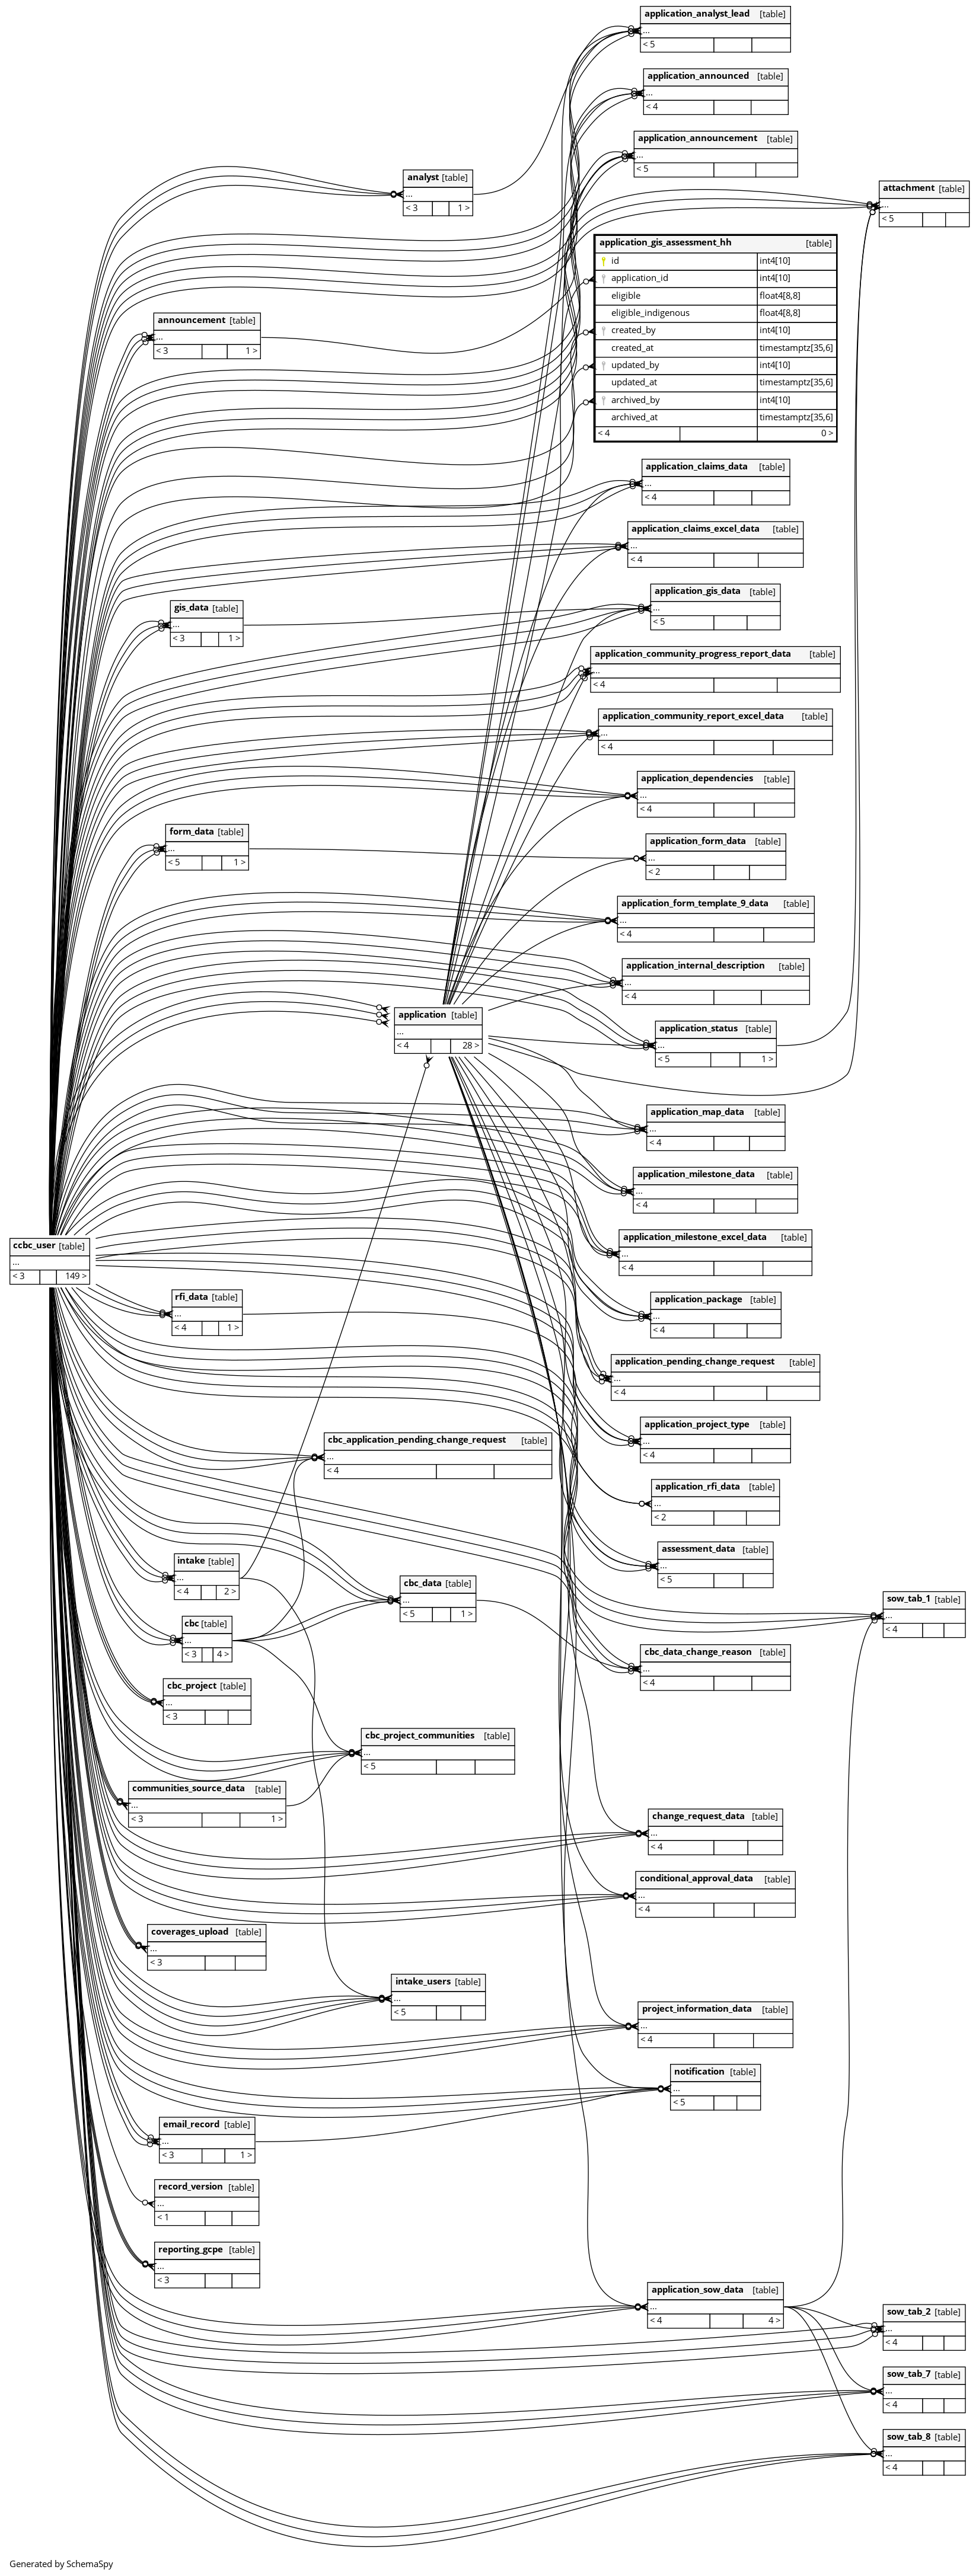 application_analyst_lead [table]
...
< 5
application_announced [table]
...
< 4
application_announcement [table]
...
< 5
analyst [table]
...
< 3 1 >
attachment [table]
...
< 5
application_gis_assessment_hh [table]
id int4[10]
application_id int4[10]
eligible float4[8,8]
eligible_indigenous float4[8,8]
created_by int4[10]
created_at timestamptz[35,6]
updated_by int4[10]
updated_at timestamptz[35,6]
archived_by int4[10]
archived_at timestamptz[35,6]
< 4 0 >
announcement [table]
...
< 3 1 >
application_claims_data [table]
...
< 4
application_claims_excel_data [table]
...
< 4
application_gis_data [table]
...
< 5
gis_data [table]
...
< 3 1 >
application_community_progress_report_data [table]
...
< 4
application_community_report_excel_data [table]
...
< 4
application_dependencies [table]
...
< 4
form_data [table]
...
< 5 1 >
application_form_data [table]
...
< 2
application_form_template_9_data [table]
...
< 4
application_internal_description [table]
...
< 4
application [table]
...
< 4 28 >
application_status [table]
...
< 5 1 >
application_map_data [table]
...
< 4
application_milestone_data [table]
...
< 4
application_milestone_excel_data [table]
...
< 4
ccbc_user [table]
...
< 3 149 >
rfi_data [table]
...
< 4 1 >
application_package [table]
...
< 4
application_pending_change_request [table]
...
< 4
application_project_type [table]
...
< 4
cbc_application_pending_change_request [table]
...
< 4
application_rfi_data [table]
...
< 2
assessment_data [table]
...
< 5
intake [table]
...
< 4 2 >
cbc_data [table]
...
< 5 1 >
sow_tab_1 [table]
...
< 4
cbc [table]
...
< 3 4 >
cbc_data_change_reason [table]
...
< 4
cbc_project [table]
...
< 3
cbc_project_communities [table]
...
< 5
communities_source_data [table]
...
< 3 1 >
change_request_data [table]
...
< 4
conditional_approval_data [table]
...
< 4
coverages_upload [table]
...
< 3
intake_users [table]
...
< 5
project_information_data [table]
...
< 4
notification [table]
...
< 5
email_record [table]
...
< 3 1 >
record_version [table]
...
< 1
reporting_gcpe [table]
...
< 3
application_sow_data [table]
...
< 4 4 >
sow_tab_2 [table]
...
< 4
sow_tab_7 [table]
...
< 4
sow_tab_8 [table]
...
< 4
Generated by SchemaSpy